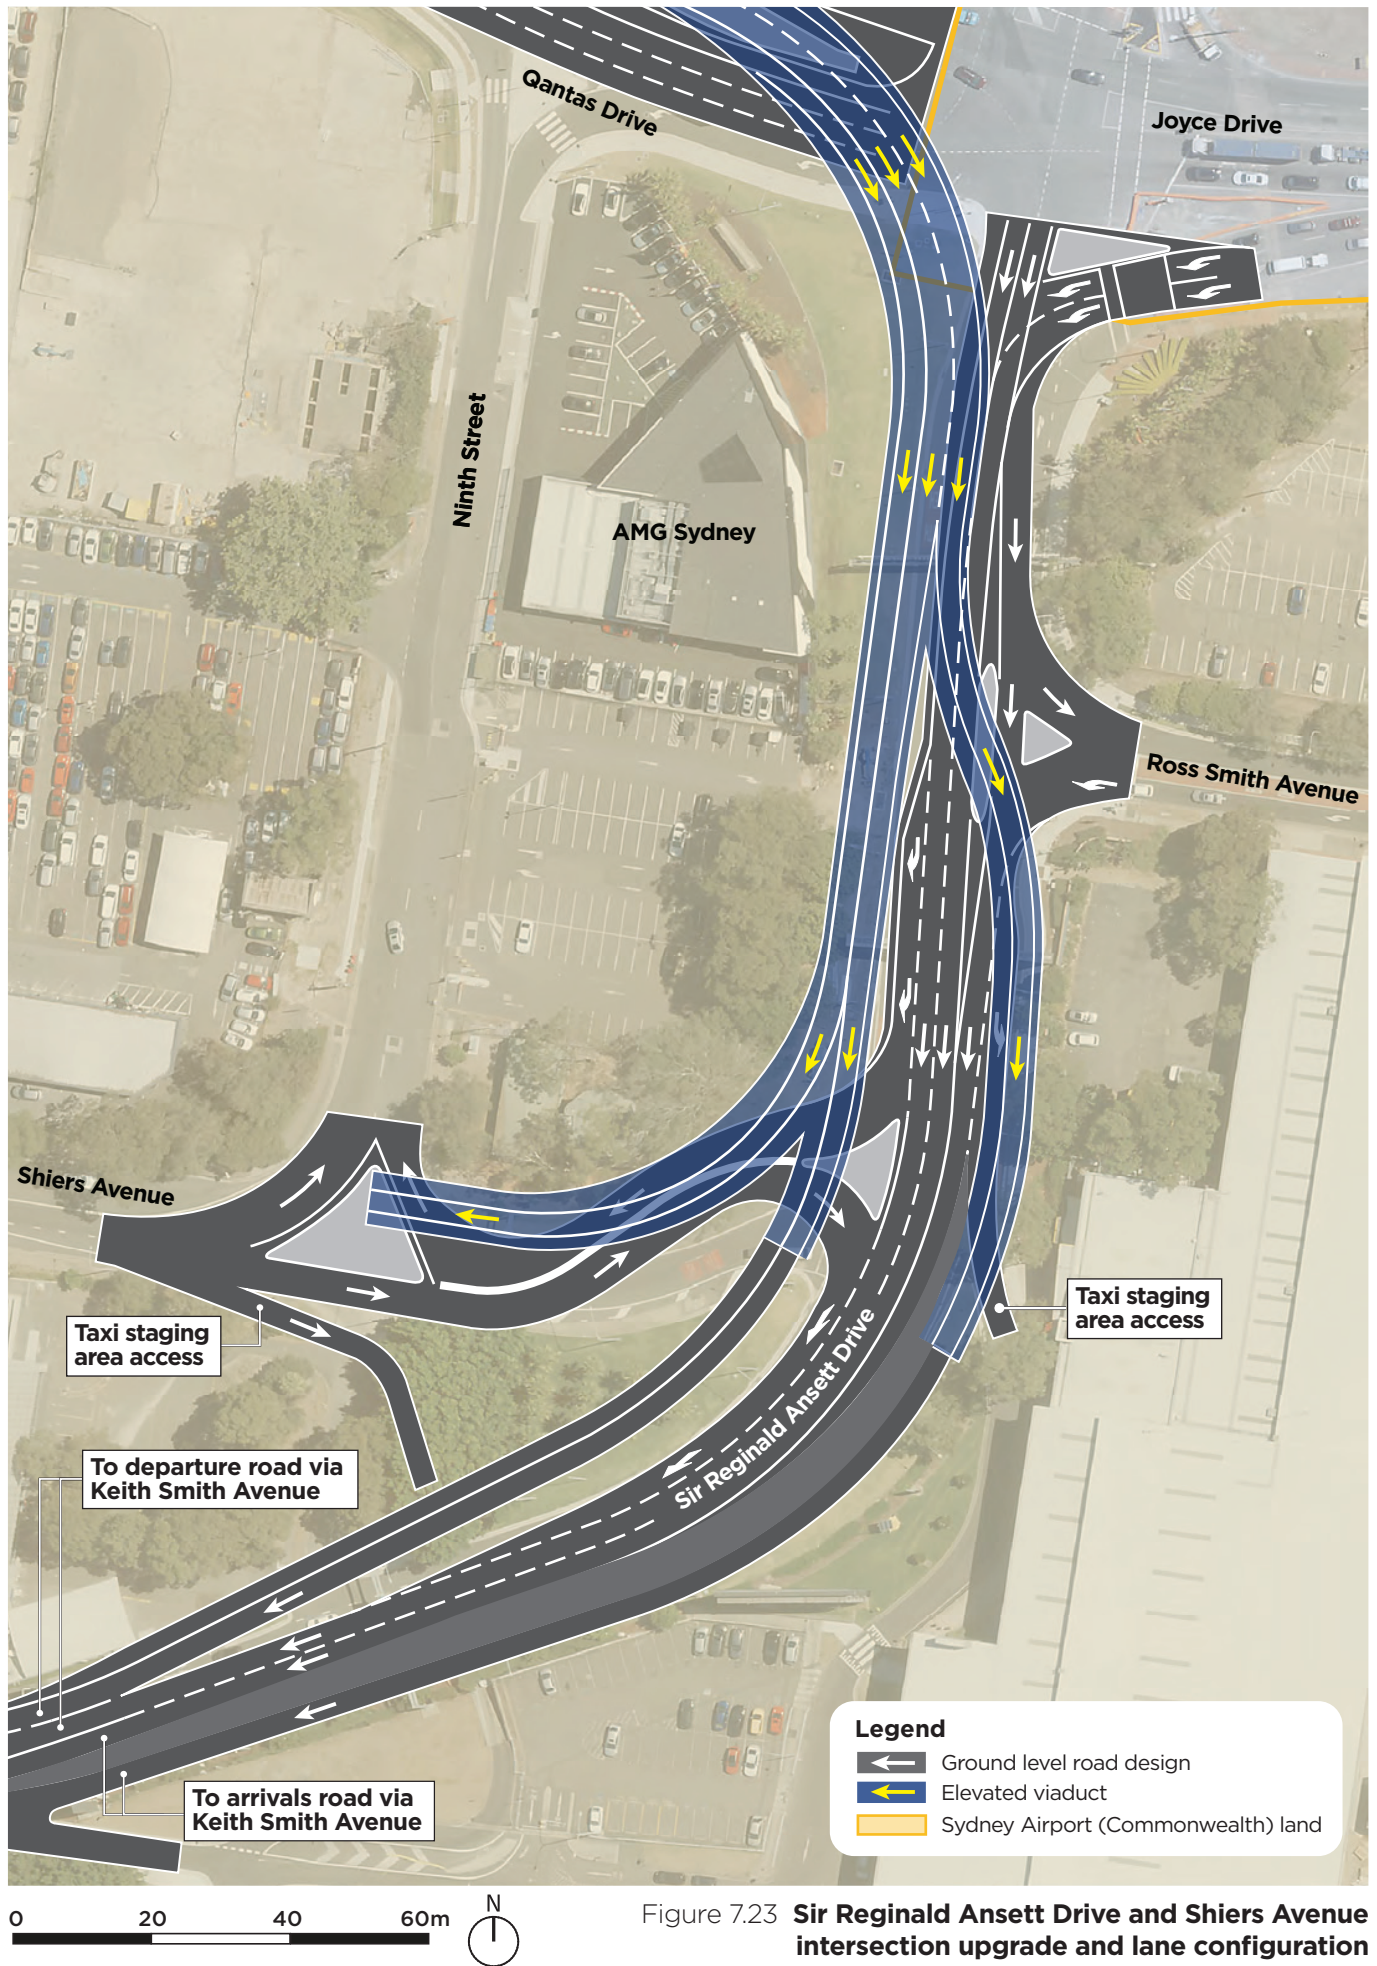 Qantas Drive
Joyce Drive
Ninth Street
AMG Sydney
Ross Smith Avenue
Shiers Avenue
Taxi staging
area access
Taxi staging
area access
Sir Reginald Ansett Drive
To departure road via
Keith Smith Avenue
To arrivals road via
Keith Smith Avenue
Legend
Ground level road design
Elevated viaduct
Sydney Airport (Commonwealth) land
0 20 40 60m
N
Figure 7.23 Sir Reginald Ansett Drive and Shiers Avenue
intersection upgrade and lane configuration